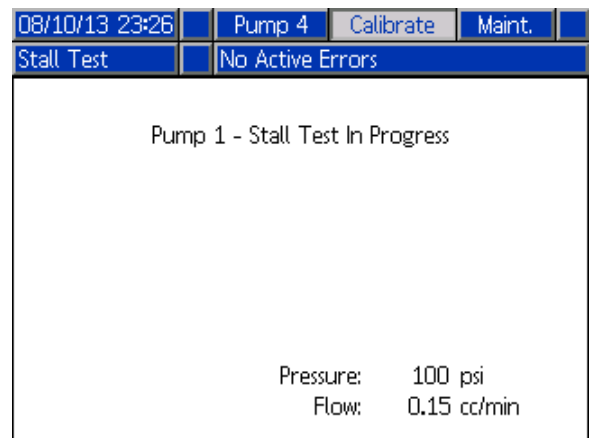 08/10/13 23:26 Pump 4 Calibrate Maint.
Stall Test No Active Errors
Pump 1 - Stall Test In Progress
Pressure: 100 psi
Flow: 0.15 cc/min